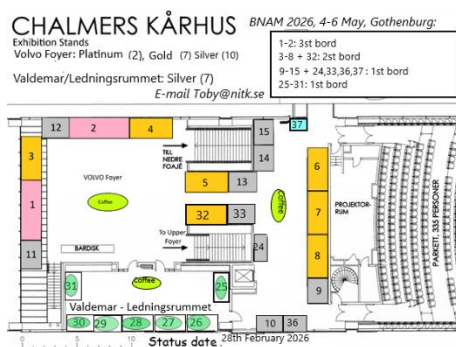 CHALMERS KÅRHUS
BNAM 2026, 4-6 May, Gothenburg:
Exhibition Stands
Volvo Foyer: Platinum (2), Gold (7) Silver (10)
Valdemar/Ledningsrummet: Silver (7)
E-mail Toby@nitk.se
1-2: 3st bord
3-8 + 32: 2st bord
9-15 + 24,33,36,37 : 1st bord
25-31: 1st bord
12
2
4
15
37
TILL
NEDRE
FOAJÉ
14
3
VOLVO Foyer
6
5
13
PROJEKTOR-
RUM
PARKETT, 335 PERSONER
1
Coffee
Coffee
7
32
33
To Upper
Foyer
11
BARDISK
24
8
31
Coffee
25
9
Valdemar - Ledningsrummet
30
29
28
27
26
10
36
0
5
10
Status date
28th February 2026